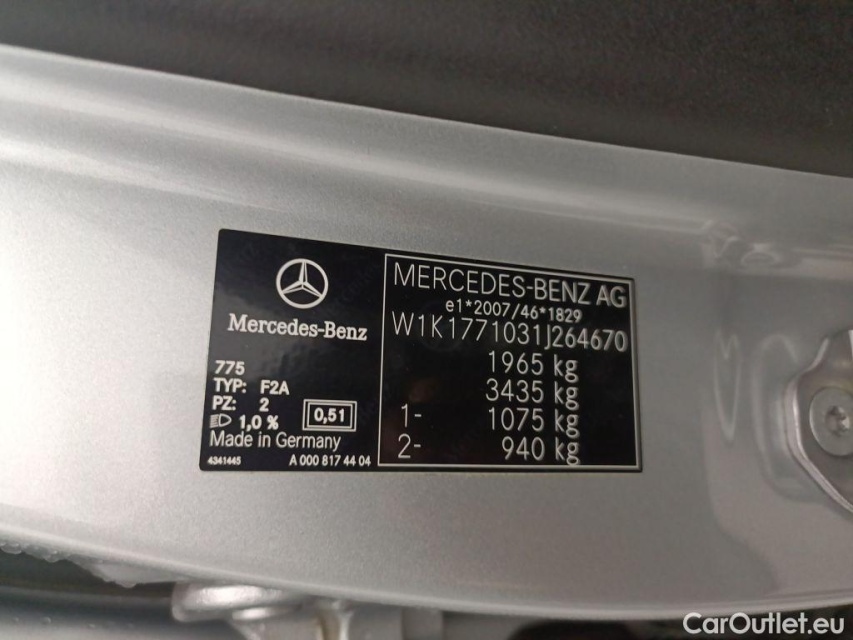 Mercedes-Benz
775
TYP: F2A
PZ: 2
1,0 %
0,51
Made in Germany
4341445
A 000 817 44 04
MERCEDES-BENZ AG
e1*2007/46*1829
W1K1771031J264670
1965 kg
3435 kg
1- 1075 kg
2- 940 kg
CarOutlet.eu